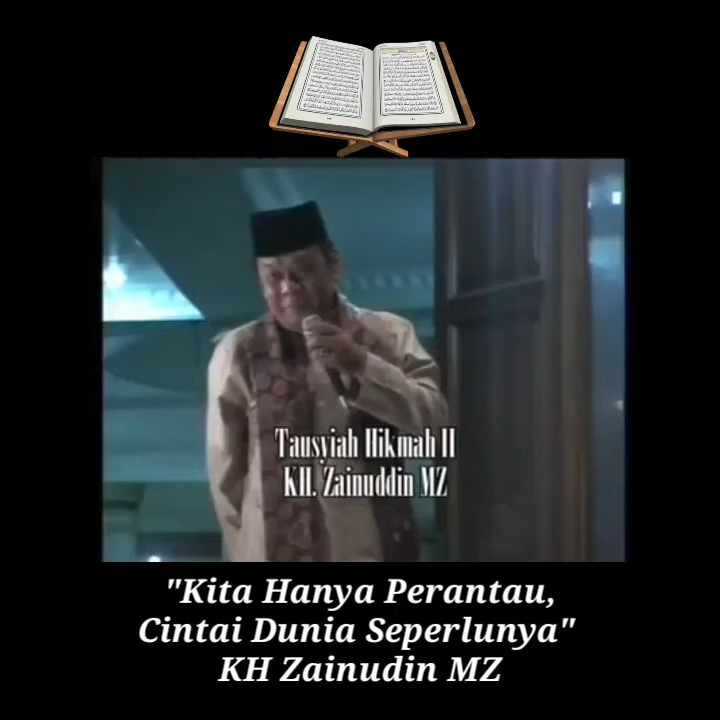 Tausyiah Hikmah II
KH. Zainuddin MZ
"Kita Hanya Perantau,
Cintai Dunia Seperlunya"
KH Zainudin MZ